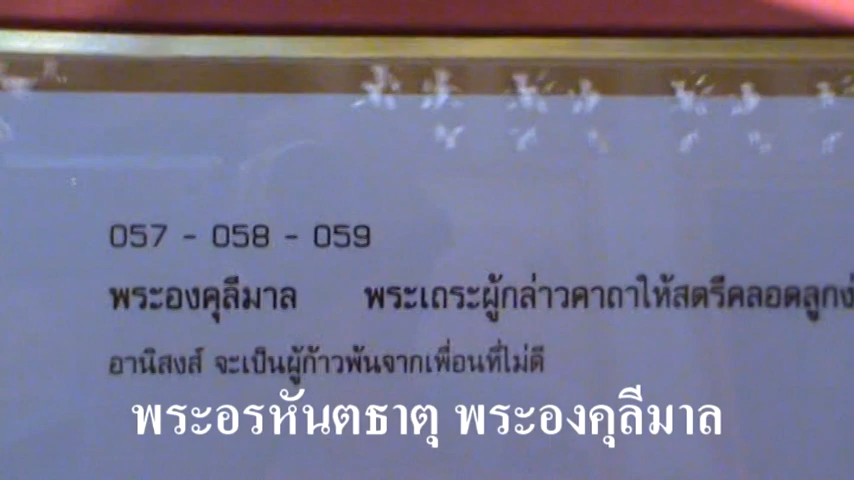 057 - 058 - 059
พระองคุลีมาล พระเถระผู้กล่าวคาถาให้สตรีคลอดลูกง่
อานิสงส์ จะเป็นผู้ก้าวพ้นจากเพื่อนที่ไม่ดี
พระอรหันตธาตุ พระองคุลีมาล